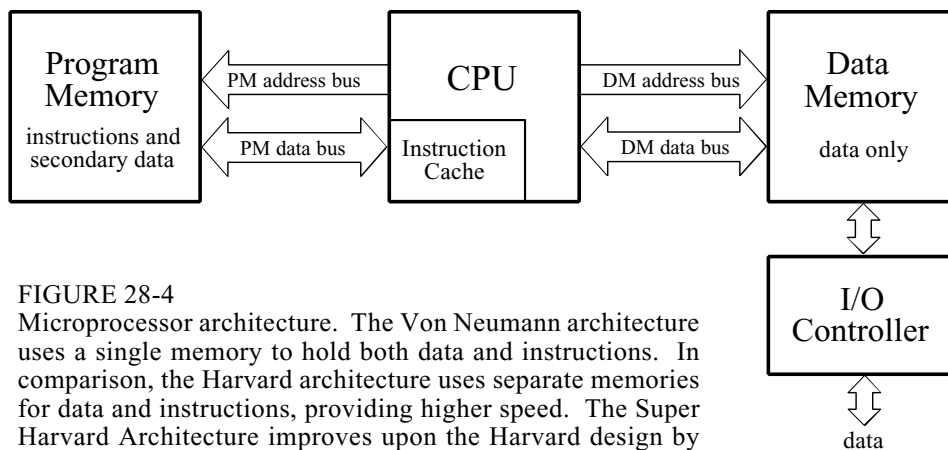 Program
Memory
instructions and
secondary data
PM address bus
PM data bus
CPU
Instruction
Cache
DM address bus
DM data bus
Data
Memory
data only
I/O
Controller
data
FIGURE 28-4
Microprocessor architecture. The Von Neumann architecture
uses a single memory to hold both data and instructions. In
comparison, the Harvard architecture uses separate memories
for data and instructions, providing higher speed. The Super
Harvard Architecture improves upon the Harvard design by